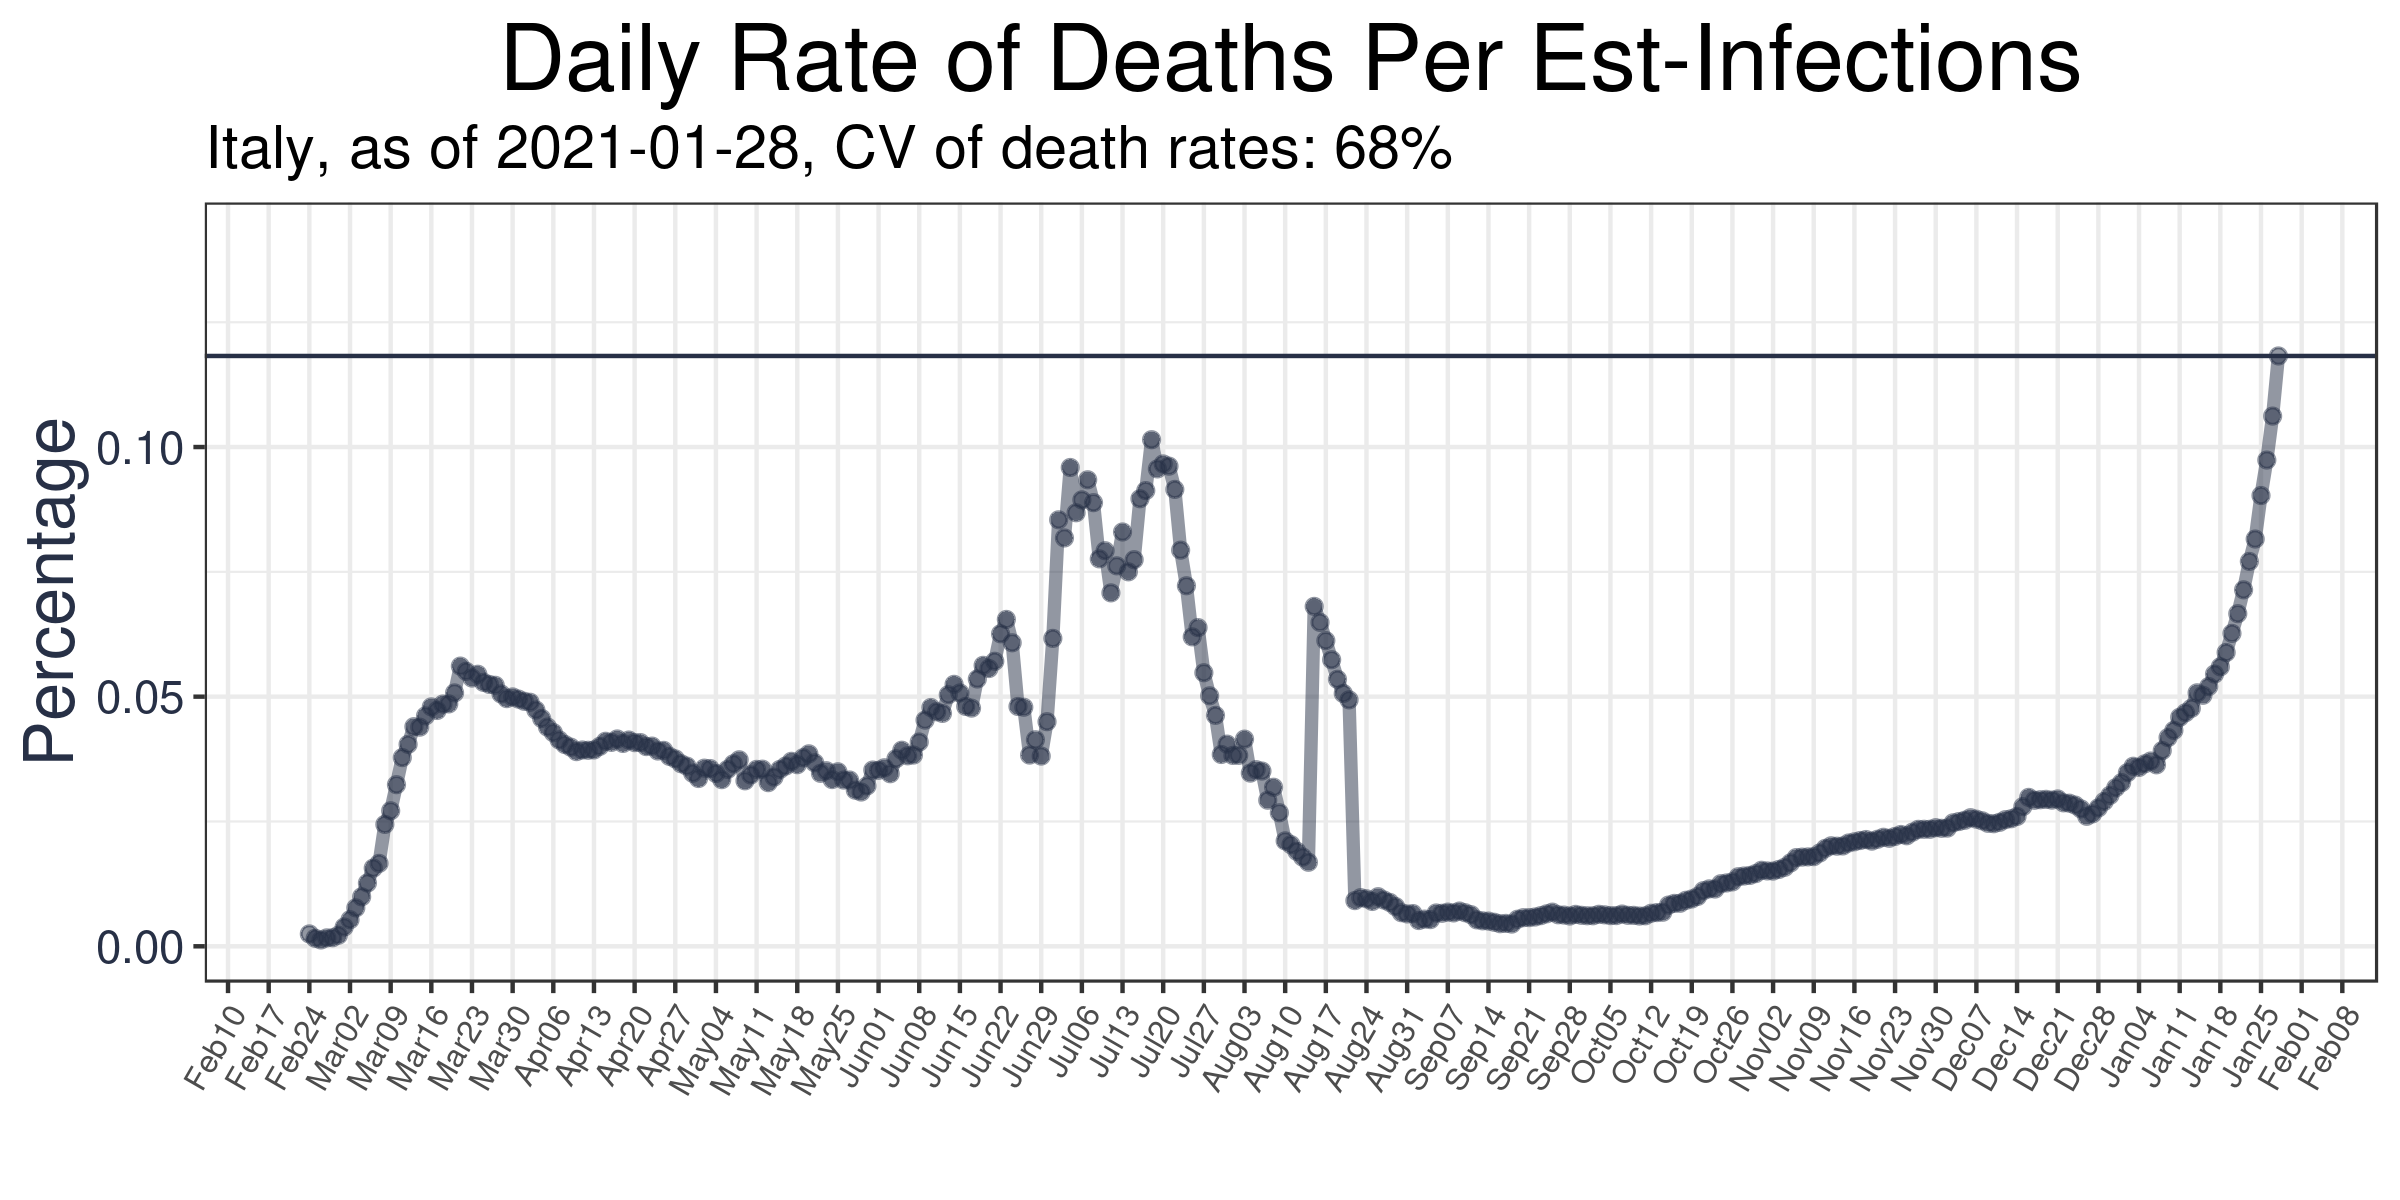 Daily Rate of Deaths Per Est-Infections
Italy, as of 2021-01-28, CV of death rates: 68%
Percentage
0.10
0.05
0.00
Feb10
Feb17
Feb24
Mar02
Mar09
Mar16
Mar23
Mar30
Apr06
Apr13
Apr20
Apr27
May04
May11
May18
May25
Jun01
Jun08
Jun15
Jun22
Jun29
Jul06
Jul13
Jul20
Jul27
Aug03
Aug10
Aug17
Aug24
Aug31
Sep07
Sep14
Sep21
Sep28
Oct05
Oct12
Oct19
Oct26
Nov02
Nov09
Nov16
Nov23
Nov30
Dec07
Dec14
Dec21
Dec28
Jan04
Jan11
Jan18
Jan25
Feb01
Feb08